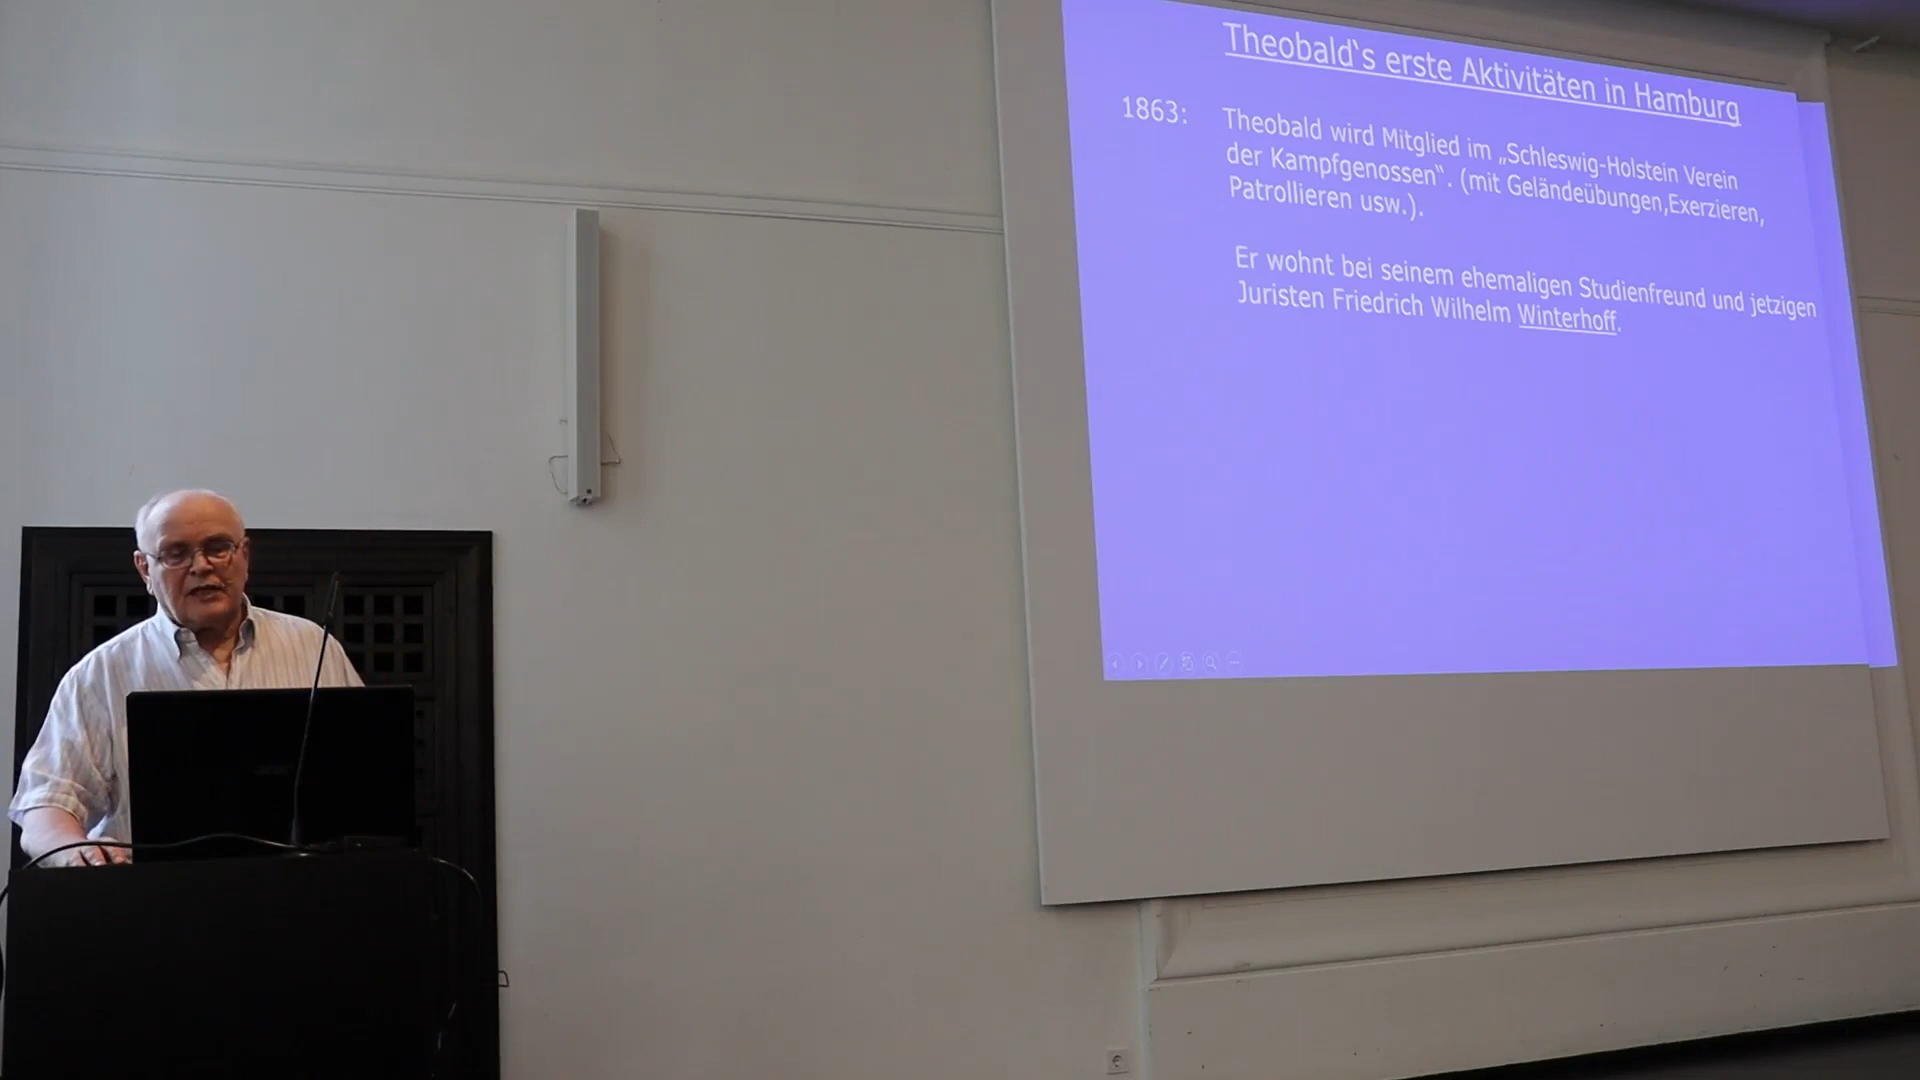 Theobald‘s erste Aktivitäten in Hamburg
1863: Theobald wird Mitglied im „Schleswig-Holstein Verein
der Kampfgenossen“. (mit Geländeübungen,Exerzieren,
Patrollieren usw.).
Er wohnt bei seinem ehemaligen Studienfreund und jetzigen
Juristen Friedrich Wilhelm Winterhoff.